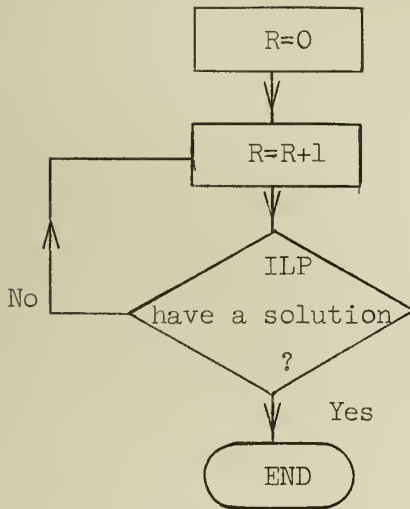 R=0
R=R+1
ILP
have a solution
?
No
Yes
END